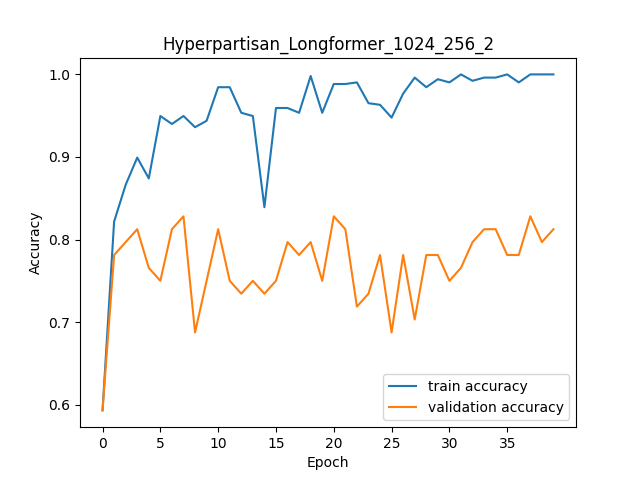 Hyperpartisan_Longformer_1024_256_2
1.0
0.9
0.8
0.7
0.6
Accuracy
0 5 10 15 20 25 30 35
Epoch
train accuracy
validation accuracy